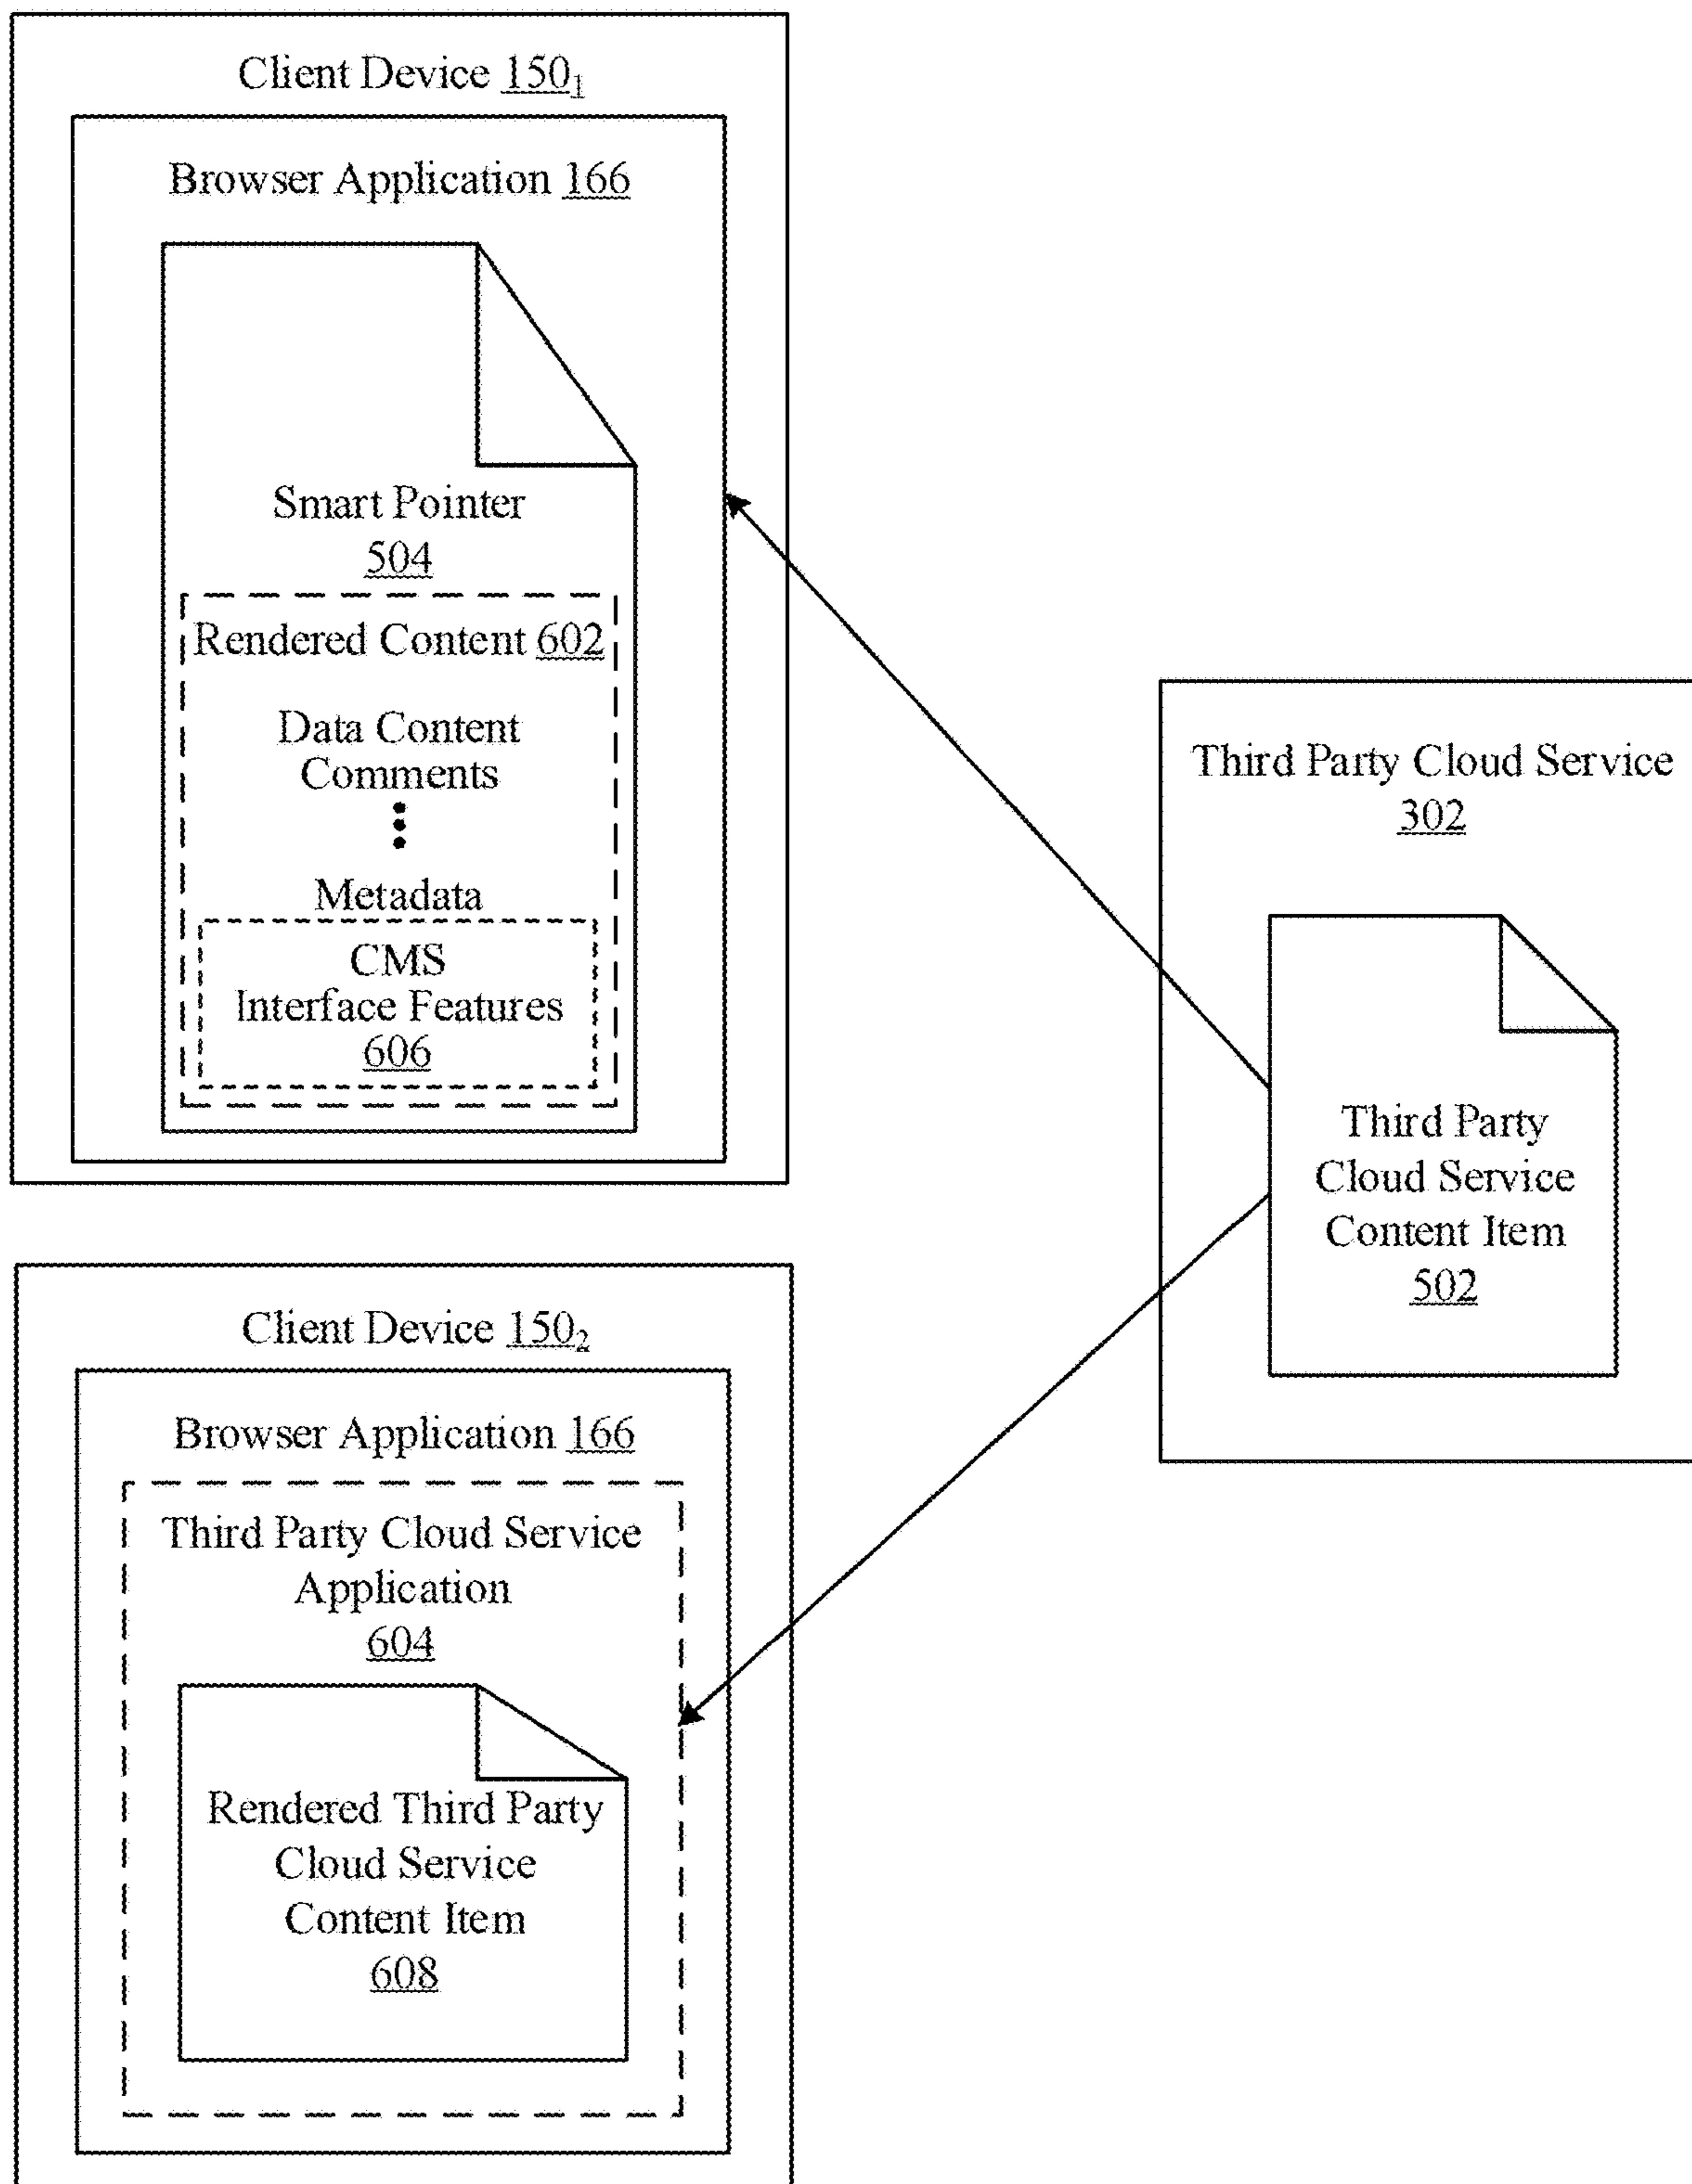 Client Device 150₁
Browser Application 166
Smart Pointer
504
Rendered Content 602
Data Content
Comments
Metadata
CMS
Interface Features
606
Third Party Cloud Service
302
Third Party
Cloud Service
Content Item
502
Client Device 150₂
Browser Application 166
Third Party Cloud Service
Application
604
Rendered Third Party
Cloud Service
Content Item
608